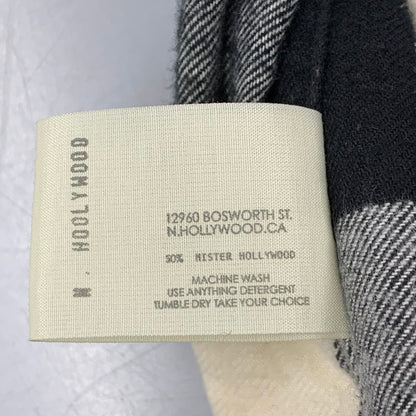 N. HOOLYWOOD
12960 BOSWORTH ST.
N.HOLLYWOOD.CA
50% MISTER HOLLYWOOD
MACHINE WASH
USE ANYTHING DETERGENT
TUMBLE DRY TAKE YOUR CHOICE